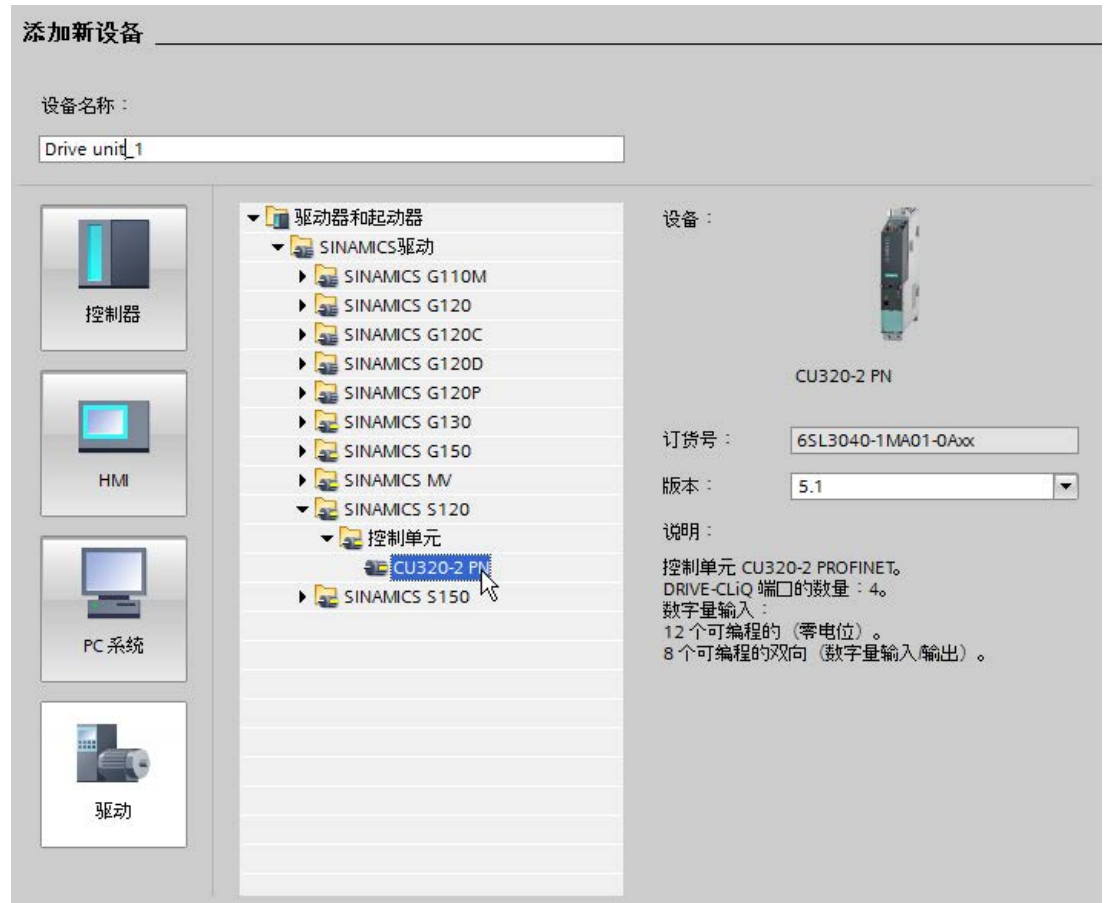 添加新设备
设备名称：
Drive unit_1
控制器
HMI
PC 系统
驱动
驱动器和起动器
SINAMICS驱动
SINAMICS G110M
SINAMICS G120
SINAMICS G120C
SINAMICS G120D
SINAMICS G120P
SINAMICS G130
SINAMICS G150
SINAMICS MV
SINAMICS S120
控制单元
CU320-2 PN
SINAMICS S150
设备：
CU320-2 PN
订货号： 6SL3040-1MA01-0Axx
版本： 5.1
说明：
控制单元 CU320-2 PROFINET。
DRIVE-CLiQ 端口的数量：4。
数字量输入：
12 个可编程的（零电位）。
8 个可编程的双向（数字量输入/输出）。